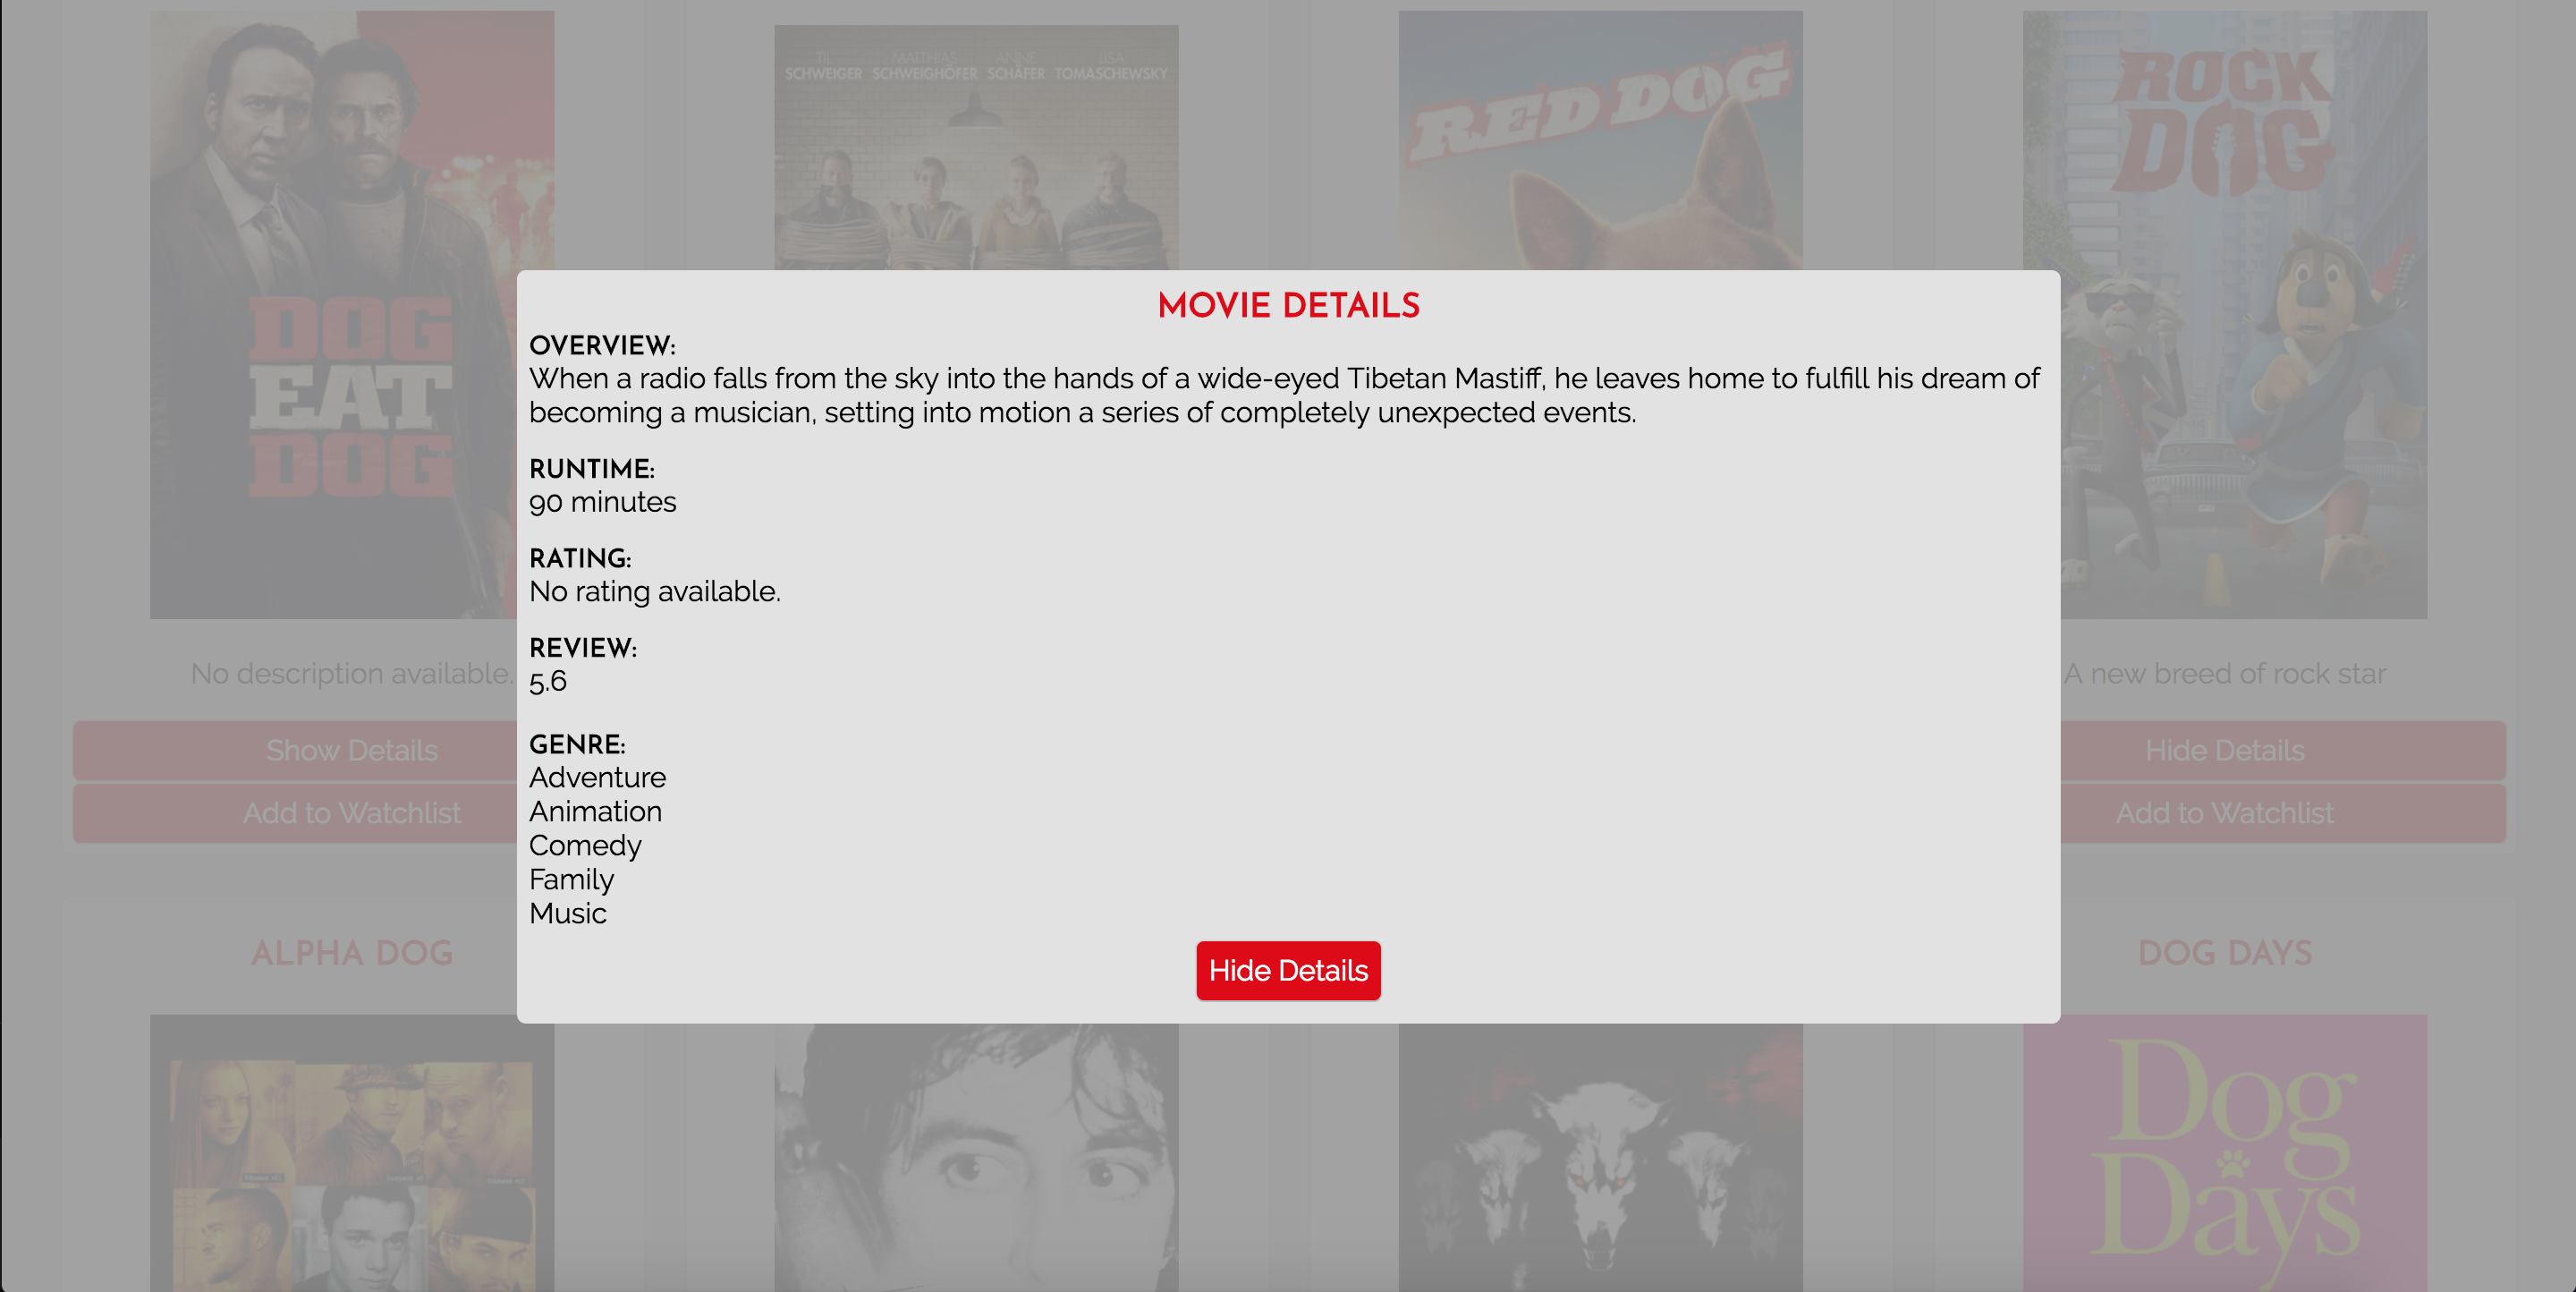 TIL MATTHIAS ANNE LISA
SCHWEIGER SCHWEIGHÖFER SCHÄFER TOMASCHEWSKY
RED DOG
ROCK
DOG
DOG
EAT
DOG
MOVIE DETAILS
OVERVIEW:
When a radio falls from the sky into the hands of a wide-eyed Tibetan Mastiff, he leaves home to fulfill his dream of
becoming a musician, setting into motion a series of completely unexpected events.
RUNTIME:
90 minutes
RATING:
No rating available.
REVIEW:
5.6
GENRE:
Adventure
Animation
Comedy
Family
Music
Hide Details
No description available.
Show Details
Add to Watchlist
A new breed of rock star
Hide Details
Add to Watchlist
ALPHA DOG
DOG DAYS
Dog
Days